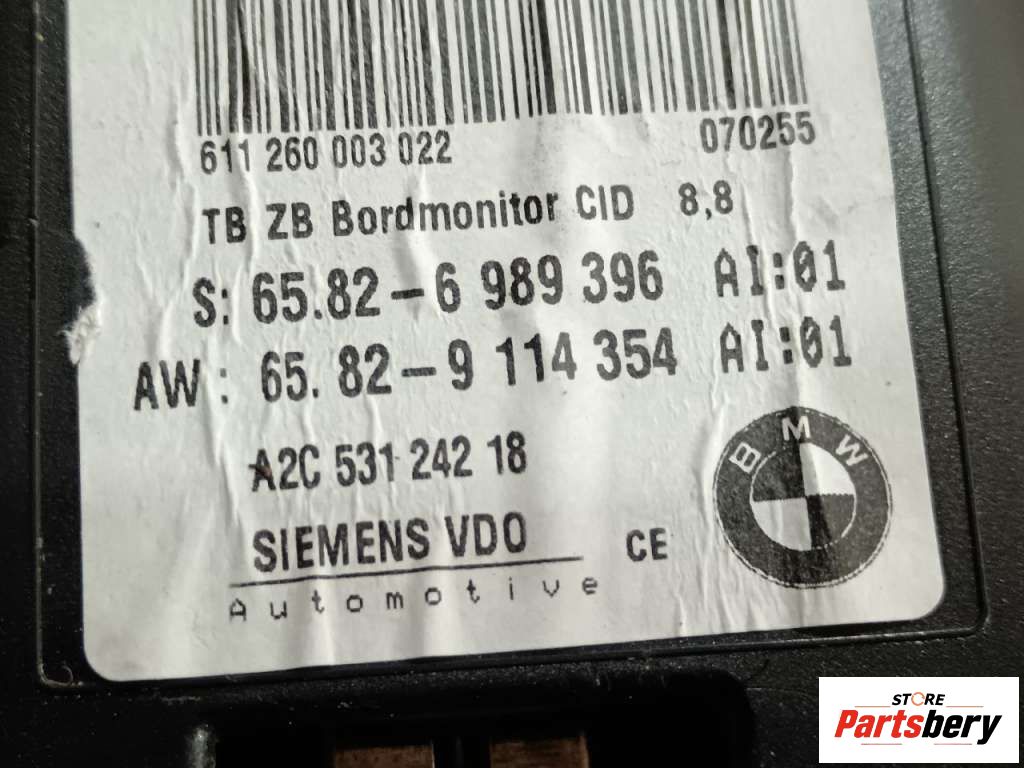 611 260 003 022 070255
TB ZB Bordmonitor CID 8,8
S: 65.82-6 989 396 AI:01
AW: 65.82-9 114 354 AI:01
A2C 531 242 18
SIEMENS VDO CE
Automotive
BMW
STORE
Partsbery